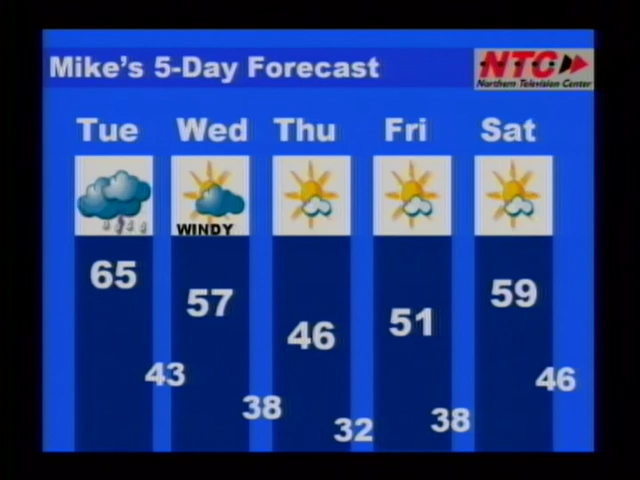 Mike's 5-Day Forecast
NTC
Northern Television Center
Tue Wed Thu Fri Sat
WINDY
65 57 46 51 59
43 38 32 38 46